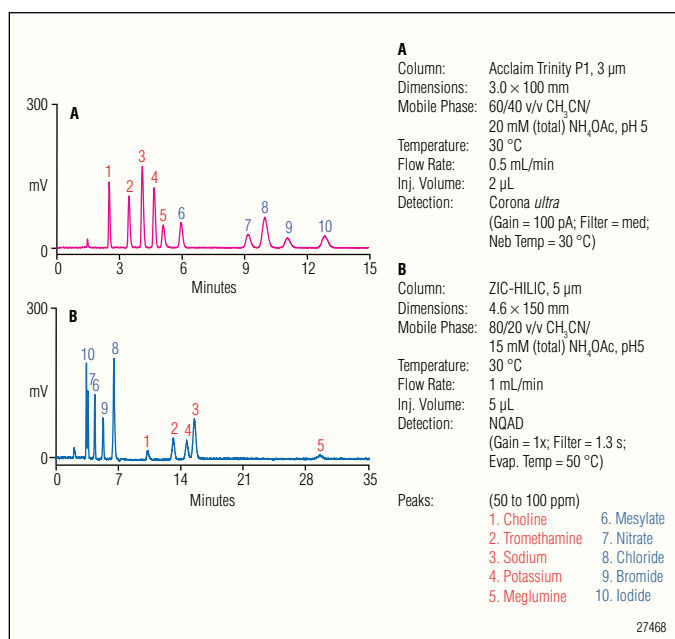 300
A
mV
0
1
2
3
4
5
6
7
8
9
10
0
3
6
9
12
15
Minutes
300
B
mV
0
10
7
6
9
8
1
2
4
3
5
0
7
14
21
28
35
Minutes
A
Column: Acclaim Trinity P1, 3 µm
Dimensions: 3.0 × 100 mm
Mobile Phase: 60/40 v/v CH₃CN/
20 mM (total) NH₄OAc, pH 5
Temperature: 30 °C
Flow Rate: 0.5 mL/min
Inj. Volume: 2 µL
Detection: Corona ultra
(Gain = 100 pA; Filter = med;
Neb Temp = 30 °C)
B
Column: ZIC-HILIC, 5 µm
Dimensions: 4.6 × 150 mm
Mobile Phase: 80/20 v/v CH₃CN/
15 mM (total) NH₄OAc, pH5
Temperature: 30 °C
Flow Rate: 1 mL/min
Inj. Volume: 5 µL
Detection: NQAD
(Gain = 1x; Filter = 1.3 s;
Evap. Temp = 50 °C)
Peaks: (50 to 100 ppm)
1. Choline 6. Mesylate
2. Tromethamine 7. Nitrate
3. Sodium 8. Chloride
4. Potassium 9. Bromide
5. Meglumine 10. Iodide
27468